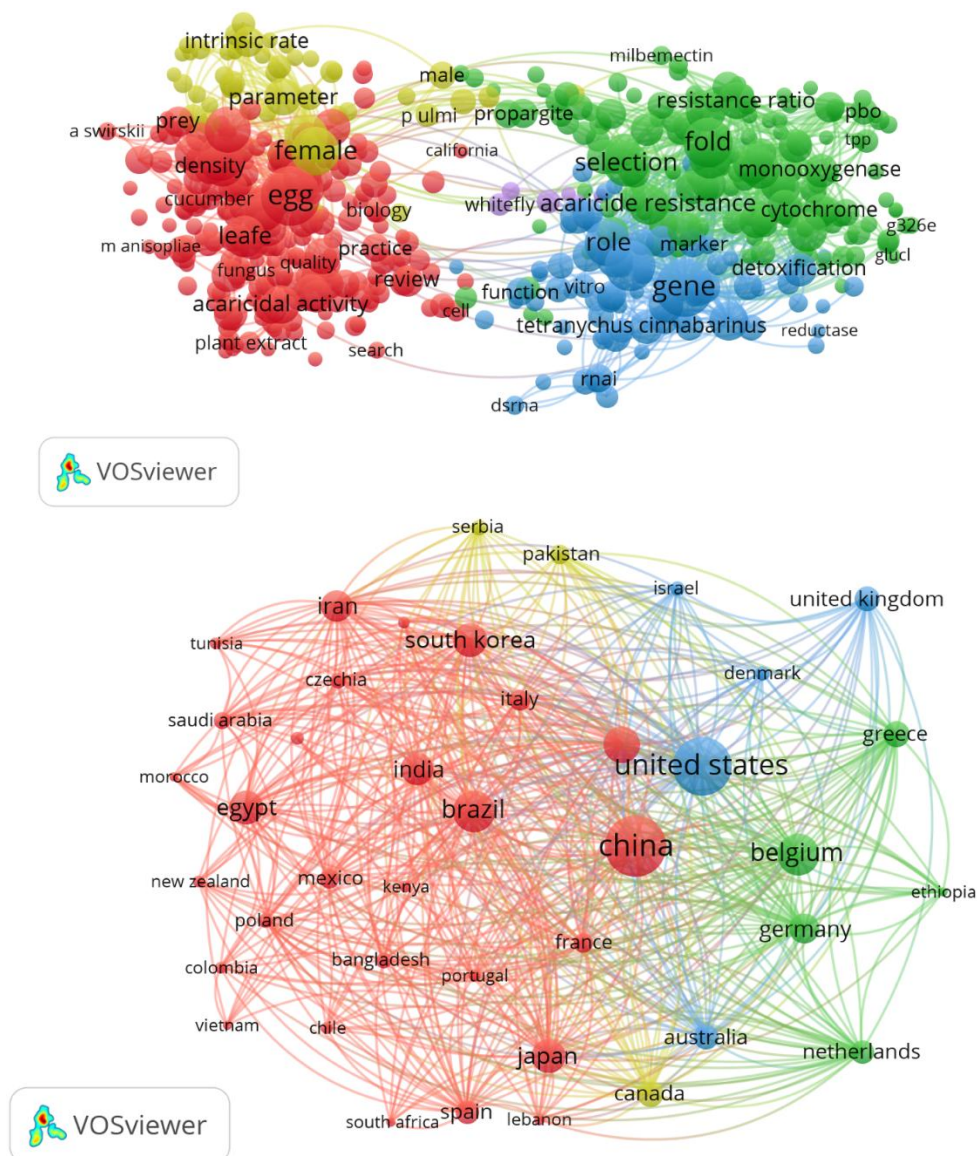 intrinsic rate
milbemectin
male
parameter
resistance ratio
p ulmi
propargite
pbo
prey
a swirskii
fold
tpp
female
california
selection
density
monooxygenase
egg
cucumber
whitefly
acaricide resistance
cytochrome
biology
g326e
leafe
role
marker
m anisopliae
practice
glucl
fungus
quality
detoxification
review
function
vitro
gene
acaricidal activity
cell
tetranychus cinnabarinus
reductase
plant extract
search
rnai
dsrna
VOSviewer
serbia
pakistan
israel
united kingdom
iran
tunisia
south korea
denmark
czechia
italy
saudi arabia
greece
morocco
india
united states
egypt
brazil
china
belgium
new zealand
mexico
kenya
ethiopia
poland
germany
france
colombia
bangladesh
portugal
vietnam
chile
australia
japan
netherlands
canada
south africa
spain
lebanon
VOSviewer